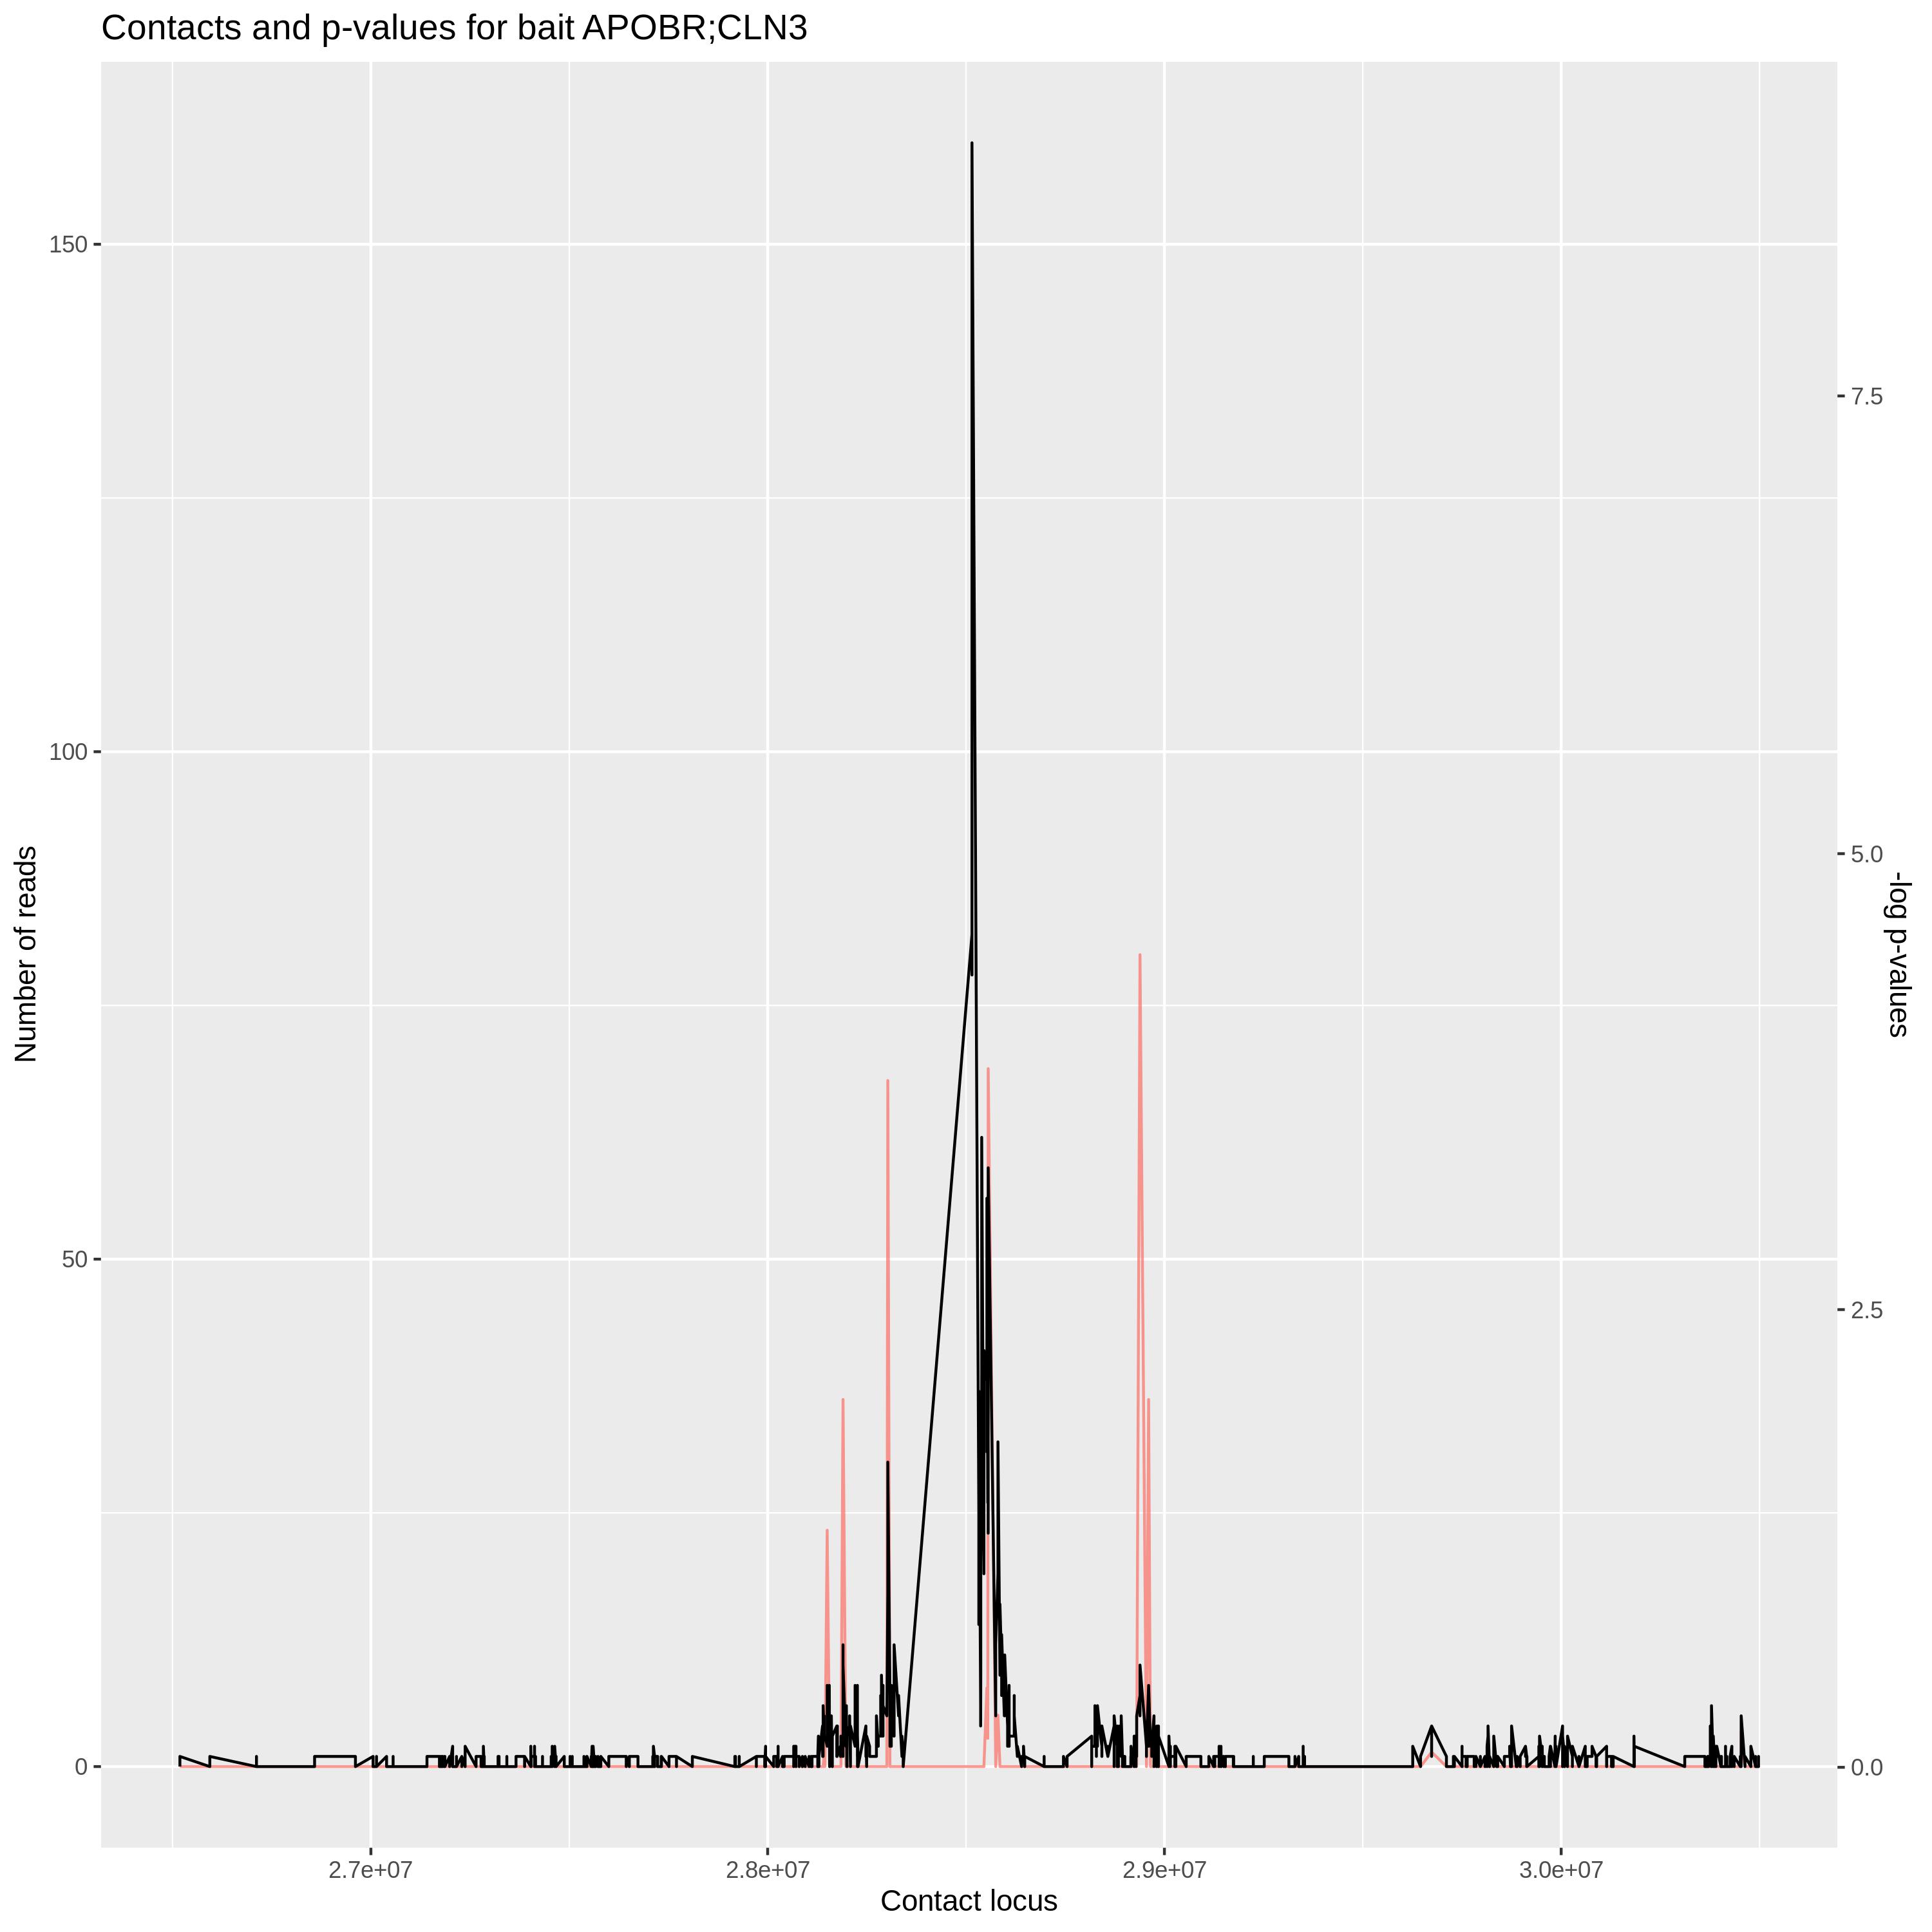 Contacts and p-values for bait APOBR;CLN3
150
100
50
0
Number of reads
7.5
5.0
2.5
0.0
-log p-values
2.7e+07
2.8e+07
2.9e+07
3.0e+07
Contact locus